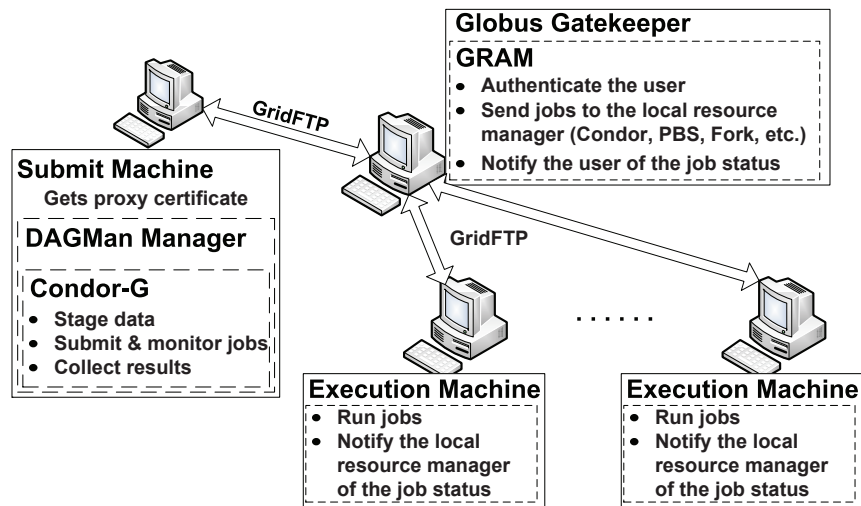 Globus Gatekeeper
GRAM
• Authenticate the user
• Send jobs to the local resource
manager (Condor, PBS, Fork, etc.)
• Notify the user of the job status
GridFTP
Submit Machine
Gets proxy certificate
DAGMan Manager
Condor-G
• Stage data
• Submit & monitor jobs
• Collect results
GridFTP
. . . . . .
Execution Machine
• Run jobs
• Notify the local
resource manager
of the job status
Execution Machine
• Run jobs
• Notify the local
resource manager
of the job status